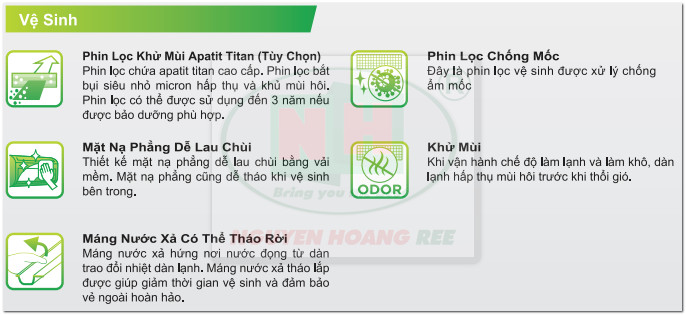 Vệ Sinh
Phin Lọc Khử Mùi Apatit Titan (Tùy Chọn)
Phin lọc chứa apatit titan cao cấp. Phin lọc bắt
bụi siêu nhỏ micron hấp thụ và khủ mùi hôi.
Phin lọc có thể được sử dụng đến 3 năm nếu
được bảo dưỡng phù hợp.
Mặt Nạ Phẳng Dễ Lau Chùi
Thiết kế mặt nạ phẳng dễ lau chùi bằng vải
mềm. Mặt nạ phẳng cũng dễ tháo khi vệ sinh
bên trong.
Máng Nước Xả Có Thể Tháo Rời
Máng nước xả hứng nơi nước đọng từ dàn
trao đổi nhiệt dàn lạnh. Máng nước xả tháo lắp
được giúp giảm thời gian vệ sinh và đảm bảo
vẻ ngoài hoàn hảo.
Phin Lọc Chống Mốc
Đây là phin lọc vệ sinh được xử lý chống
ẩm mốc
ODOR
Khử Mùi
Khi vận hành chế độ làm lạnh và làm khô, dàn
lạnh hấp thụ mùi hôi trước khi thổi gió.
NH
®
Bring you
NGUYEN HOANG REE